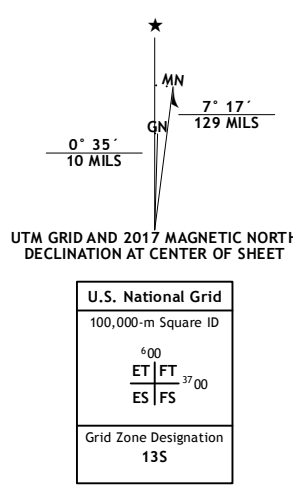 ★
MN
GN
7° 17´
129 MILS
0° 35´
10 MILS
UTM GRID AND 2017 MAGNETIC NORTH
DECLINATION AT CENTER OF SHEET
U.S. National Grid
100,000-m Square ID
600
ET FT
3700
ES FS
Grid Zone Designation
13S